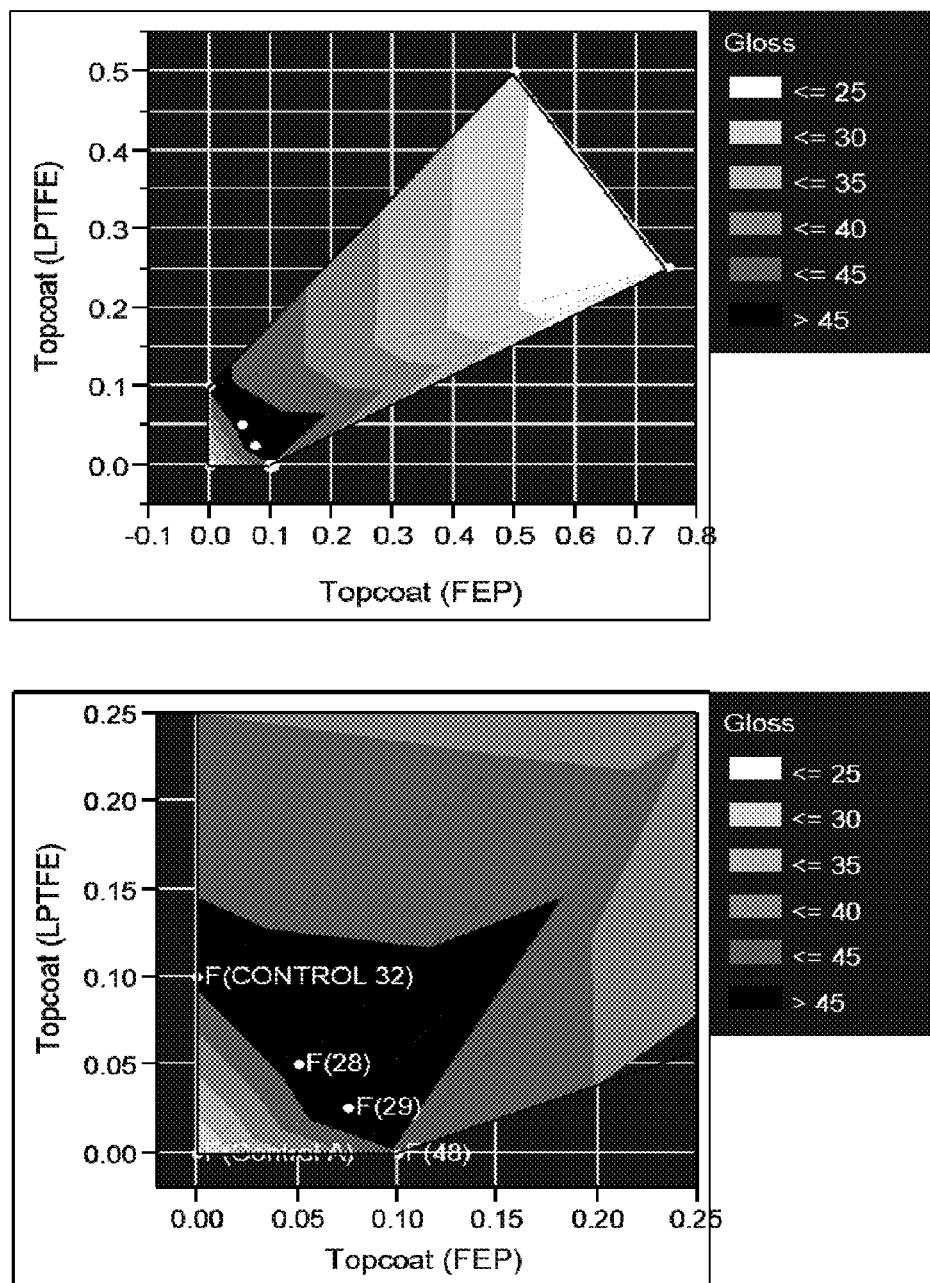 Gloss
<= 25
<= 30
<= 35
<= 40
<= 45
> 45
Topcoat (LPTFE)
0.5
0.4
0.3
0.2
0.1
0.0
-0.1 0.0 0.1 0.2 0.3 0.4 0.5 0.6 0.7 0.8
Topcoat (FEP)
Gloss
<= 25
<= 30
<= 35
<= 40
<= 45
> 45
Topcoat (LPTFE)
0.25
0.20
0.15
0.10
0.05
0.00
F(CONTROL 32)
F(28)
F(29)
F(Control A) F(48)
0.00 0.05 0.10 0.15 0.20 0.25
Topcoat (FEP)